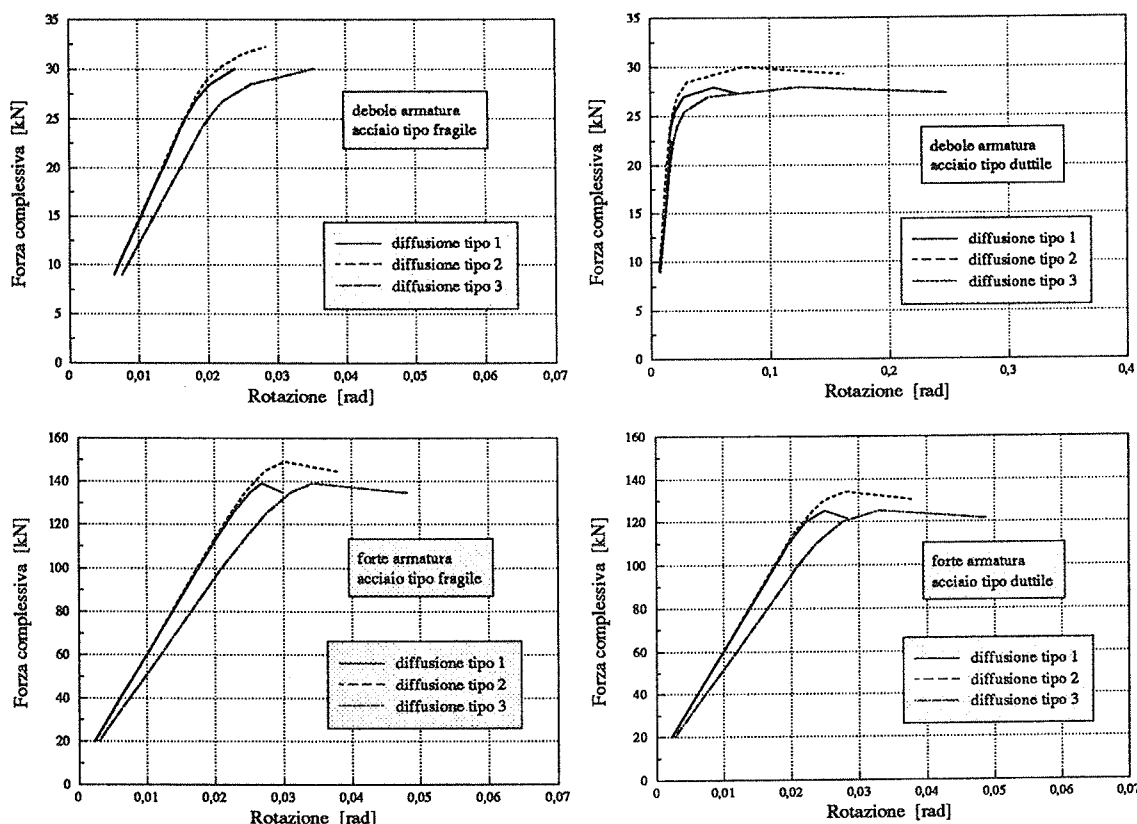 Forza complessiva [kN]
35
30
25
20
15
10
5
0
debole armatura
acciaio tipo fragile
diffusione tipo 1
diffusione tipo 2
diffusione tipo 3
0 0,01 0,02 0,03 0,04 0,05 0,06 0,07
Rotazione [rad]
Forza complessiva [kN]
35
30
25
20
15
10
5
0
debole armatura
acciaio tipo duttile
diffusione tipo 1
diffusione tipo 2
diffusione tipo 3
0 0,1 0,2 0,3 0,4
Rotazione [rad]
Forza complessiva [kN]
160
140
120
100
80
60
40
20
0
forte armatura
acciaio tipo fragile
diffusione tipo 1
diffusione tipo 2
diffusione tipo 3
0 0,01 0,02 0,03 0,04 0,05 0,06 0,07
Rotazione [rad]
Forza complessiva [kN]
160
140
120
100
80
60
40
20
0
forte armatura
acciaio tipo duttile
diffusione tipo 1
diffusione tipo 2
diffusione tipo 3
0 0,01 0,02 0,03 0,04 0,05 0,06 0,07
Rotazione [rad]